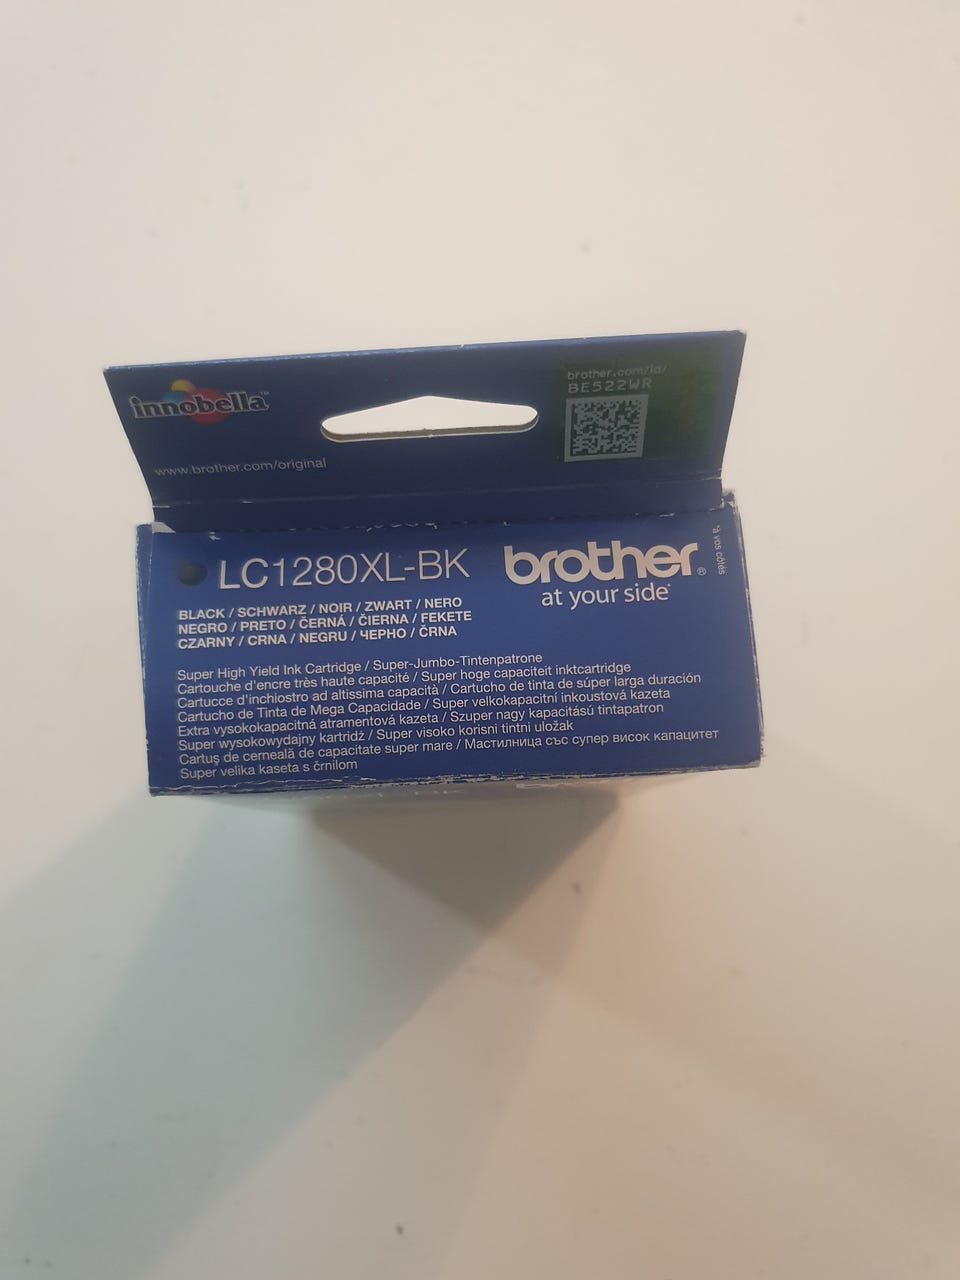 innobella™
www.brother.com/original
brother.com/id/
BE522WR
LC1280XL-BK
brother®
at your side*
*à vos côtés
BLACK / SCHWARZ / NOIR / ZWART / NERO
NEGRO / PRETO / ČERNÁ / ČIERNA / FEKETE
CZARNY / CRNA / NEGRU / ЧЕРНО / ČRNA
Super High Yield Ink Cartridge / Super-Jumbo-Tintenpatrone
Cartouche d'encre très haute capacité / Super hoge capaciteit inktcartridge
Cartucce d'inchiostro ad altissima capacità / Cartucho de tinta de súper larga duración
Cartucho de Tinta de Mega Capacidade / Super velkokapacitní inkoustová kazeta
Extra vysokokapacitná atramentová kazeta / Szuper nagy kapacitású tintapatron
Super wysokowydajny kartridż / Super visoko korisni tintni uložak
Cartuş de cerneală de capacitate super mare / Мастилница със супер висок капацитет
Super velika kaseta s črnilom